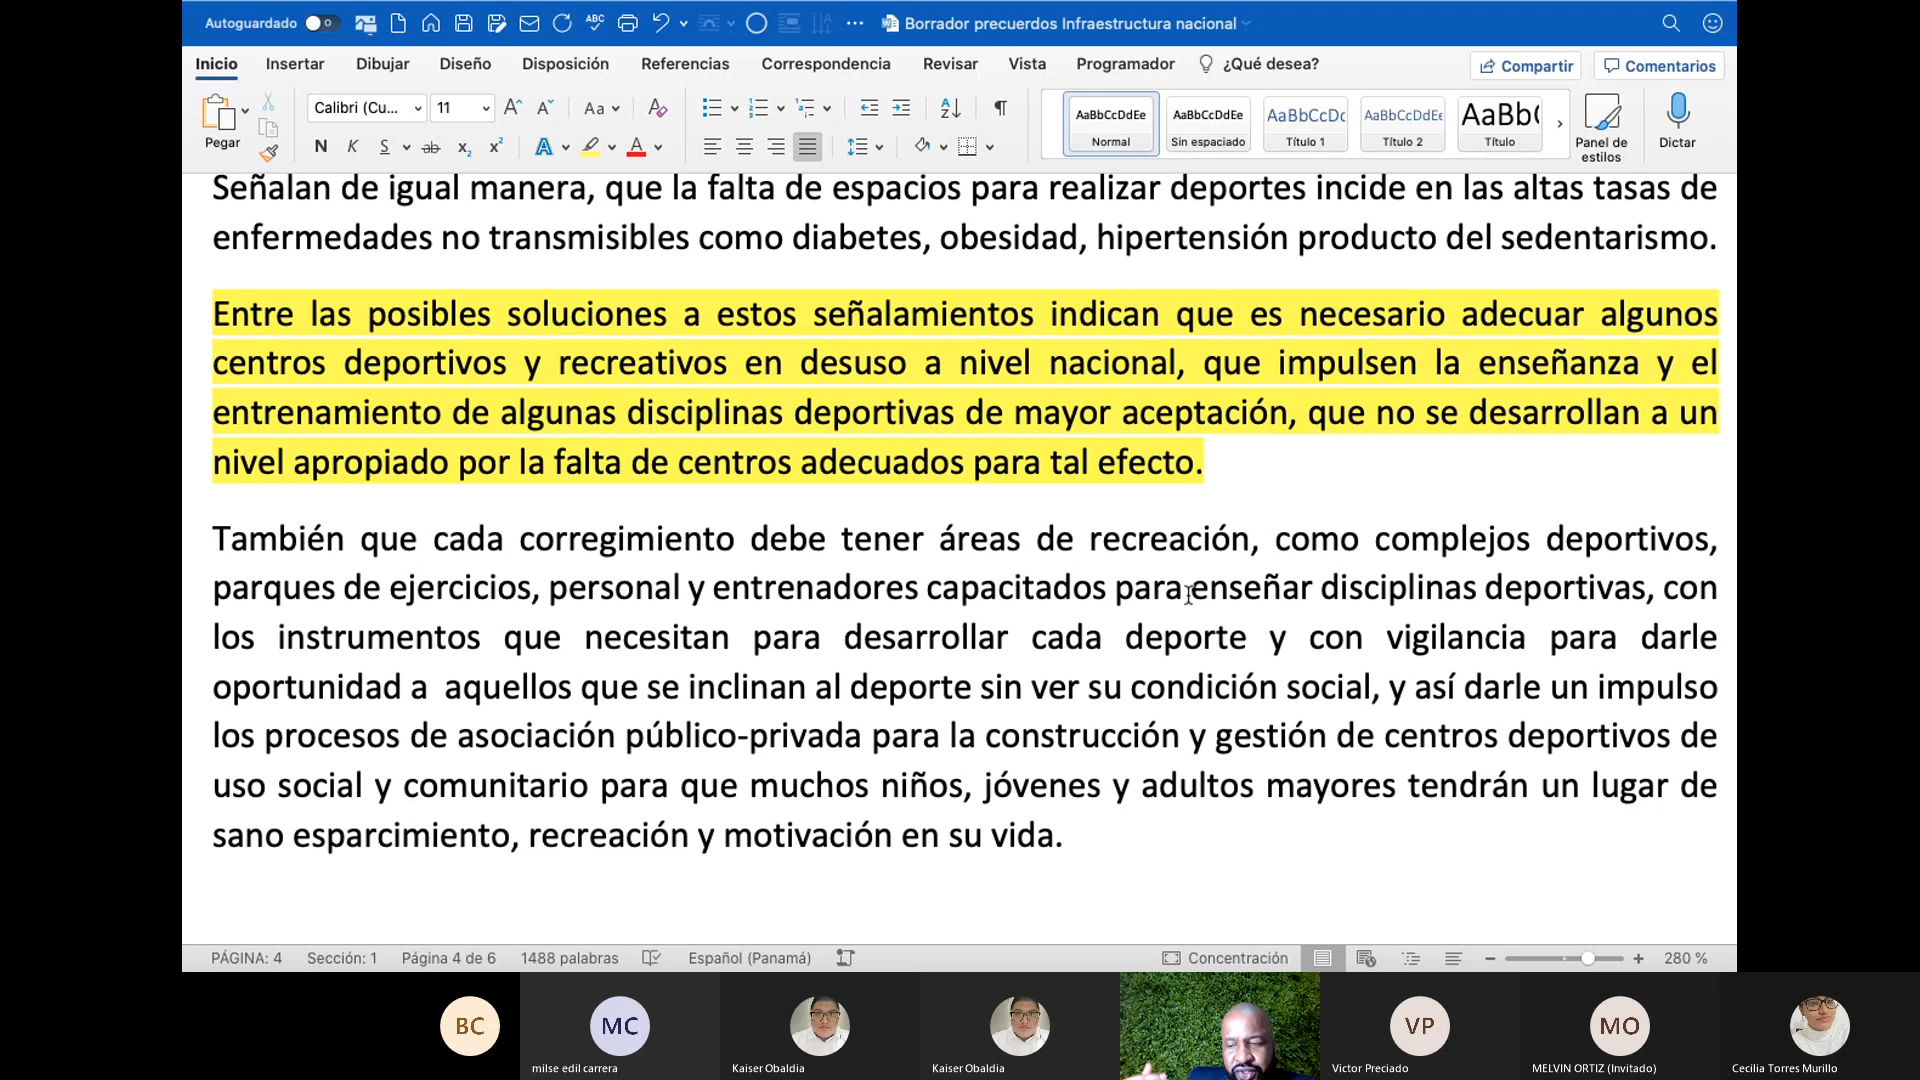 Autoguardado
Borrador precuerdos Infraestructura nacional
Inicio Insertar Dibujar Diseño Disposición Referencias Correspondencia Revisar Vista Programador ¿Qué desea? Compartir Comentarios
Pegar
Calibri (Cu... 11
AaBbCcDdEe Normal
AaBbCcDdEe Sin espaciado
AaBbCcDc Título 1
AaBbCcDdEe Título 2
AaBb( Título
Panel de estilos
Dictar
Señalan de igual manera, que la falta de espacios para realizar deportes incide en las altas tasas de
enfermedades no transmisibles como diabetes, obesidad, hipertensión producto del sedentarismo.
Entre las posibles soluciones a estos señalamientos indican que es necesario adecuar algunos
centros deportivos y recreativos en desuso a nivel nacional, que impulsen la enseñanza y el
entrenamiento de algunas disciplinas deportivas de mayor aceptación, que no se desarrollan a un
nivel apropiado por la falta de centros adecuados para tal efecto.
También que cada corregimiento debe tener áreas de recreación, como complejos deportivos,
parques de ejercicios, personal y entrenadores capacitados para enseñar disciplinas deportivas, con
los instrumentos que necesitan para desarrollar cada deporte y con vigilancia para darle
oportunidad a aquellos que se inclinan al deporte sin ver su condición social, y así darle un impulso
los procesos de asociación público-privada para la construcción y gestión de centros deportivos de
uso social y comunitario para que muchos niños, jóvenes y adultos mayores tendrán un lugar de
sano esparcimiento, recreación y motivación en su vida.
PÁGINA: 4 Sección: 1 Página 4 de 6 1488 palabras Español (Panamá) Concentración 280 %
BC
MC
VP
MO
milse edil carrera
Kaiser Obaldia
Kaiser Obaldia
Victor Preciado
MELVIN ORTIZ (Invitado)
Cecilia Torres Murillo